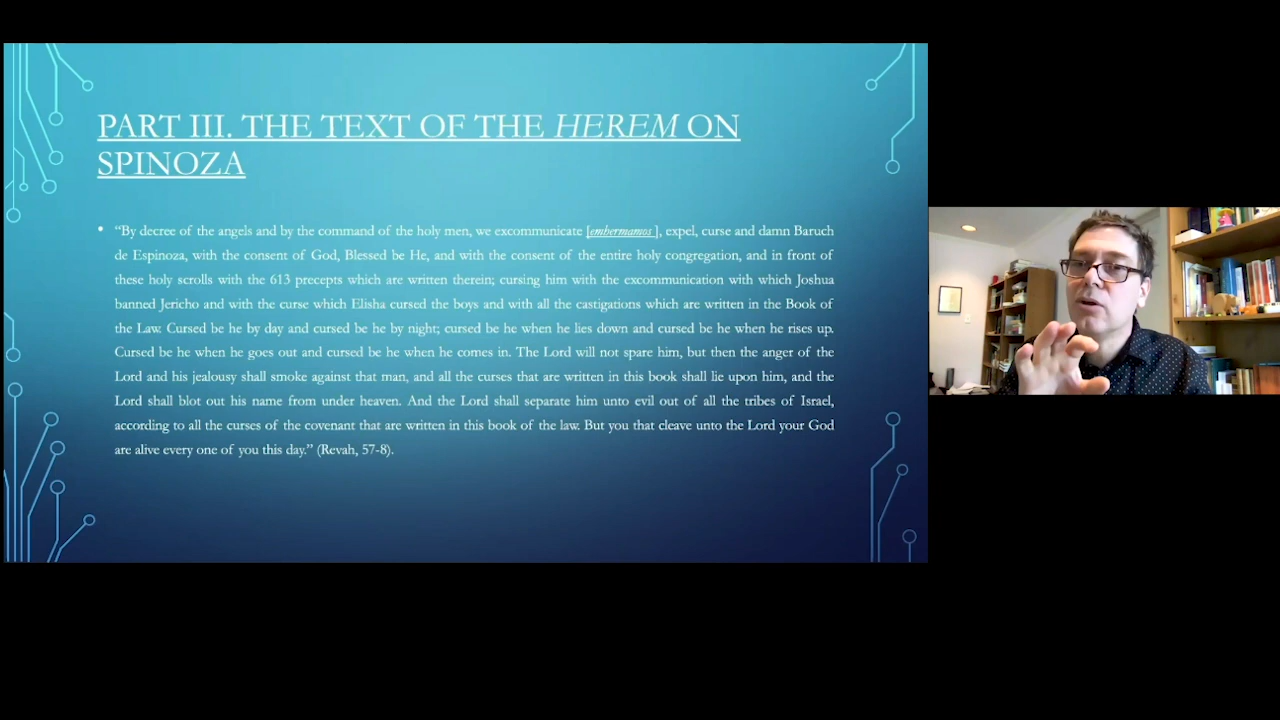 PART III. THE TEXT OF THE HEREM ON
SPINOZA
• “By decree of the angels and by the command of the holy men, we excommunicate [embermanos ], expel, curse and damn Baruch
de Espinoza, with the consent of God, Blessed be He, and with the consent of the entire holy congregation, and in front of
these holy scrolls with the 613 precepts which are written therein; cursing him with the excommunication with which Joshua
banned Jericho and with the curse which Elisha cursed the boys and with all the castigations which are written in the Book of
the Law. Cursed be he by day and cursed be he by night; cursed be he when he lies down and cursed be he when he rises up.
Cursed be he when he goes out and cursed be he when he comes in. The Lord will not spare him, but then the anger of the
Lord and his jealousy shall smoke against that man, and all the curses that are written in this book shall lie upon him, and the
Lord shall blot out his name from under heaven. And the Lord shall separate him unto evil out of all the tribes of Israel,
according to all the curses of the covenant that are written in this book of the law. But you that cleave unto the Lord your God
are alive every one of you this day.” (Revah, 57-8).